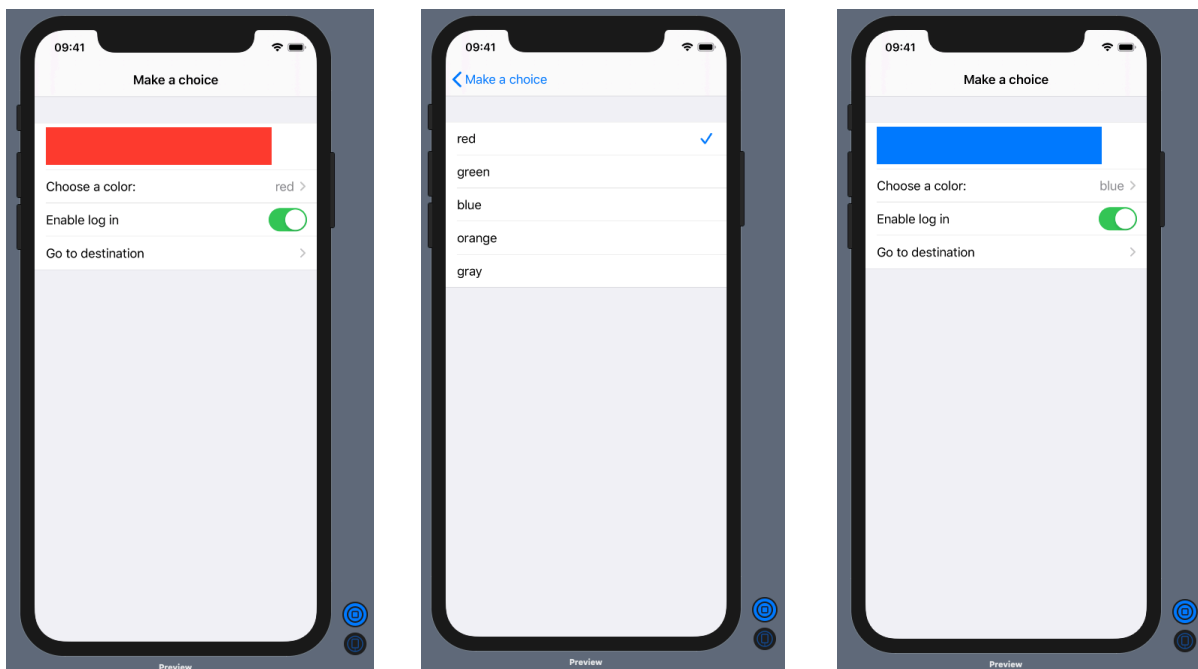 09:41
Make a choice
Choose a color: red
Enable log in
Go to destination
Preview
09:41
Make a choice
red
green
blue
orange
gray
Preview
09:41
Make a choice
Choose a color: blue
Enable log in
Go to destination
Preview